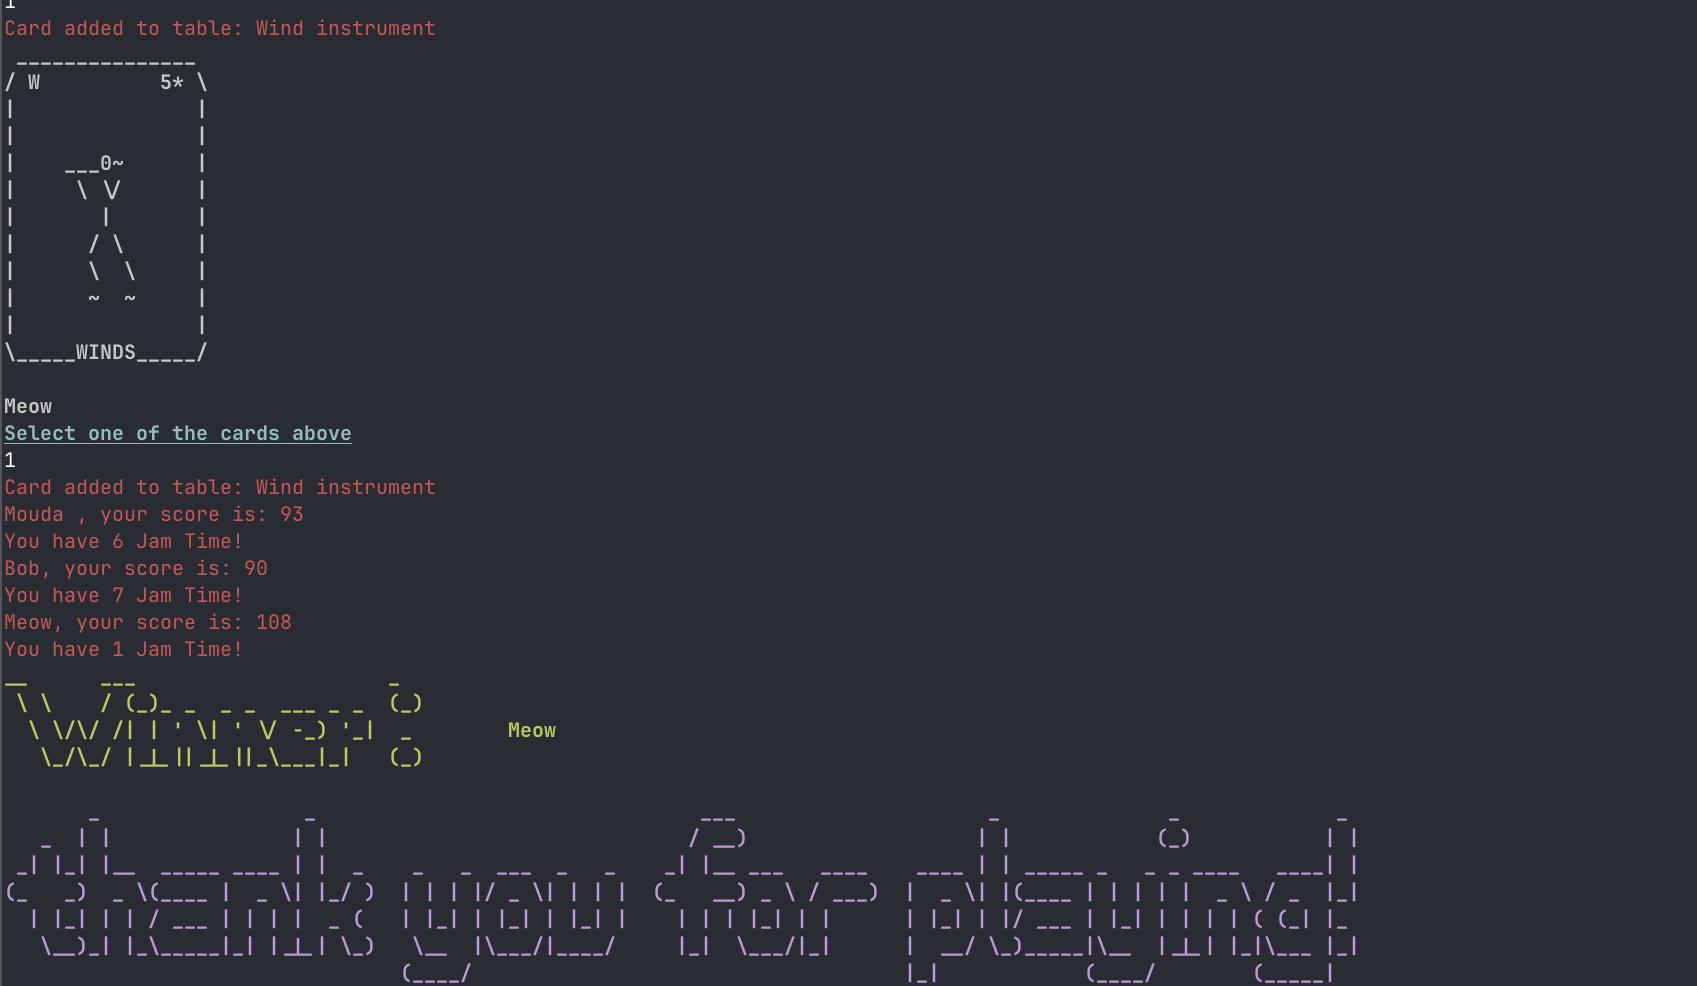 1
Card added to table: Wind instrument
W 5*
WINDS
Meow
Select one of the cards above
1
Card added to table: Wind instrument
Mouda , your score is: 93
You have 6 Jam Time!
Bob, your score is: 90
You have 7 Jam Time!
Meow, your score is: 108
You have 1 Jam Time!
Winner: Meow
thank you for playing!